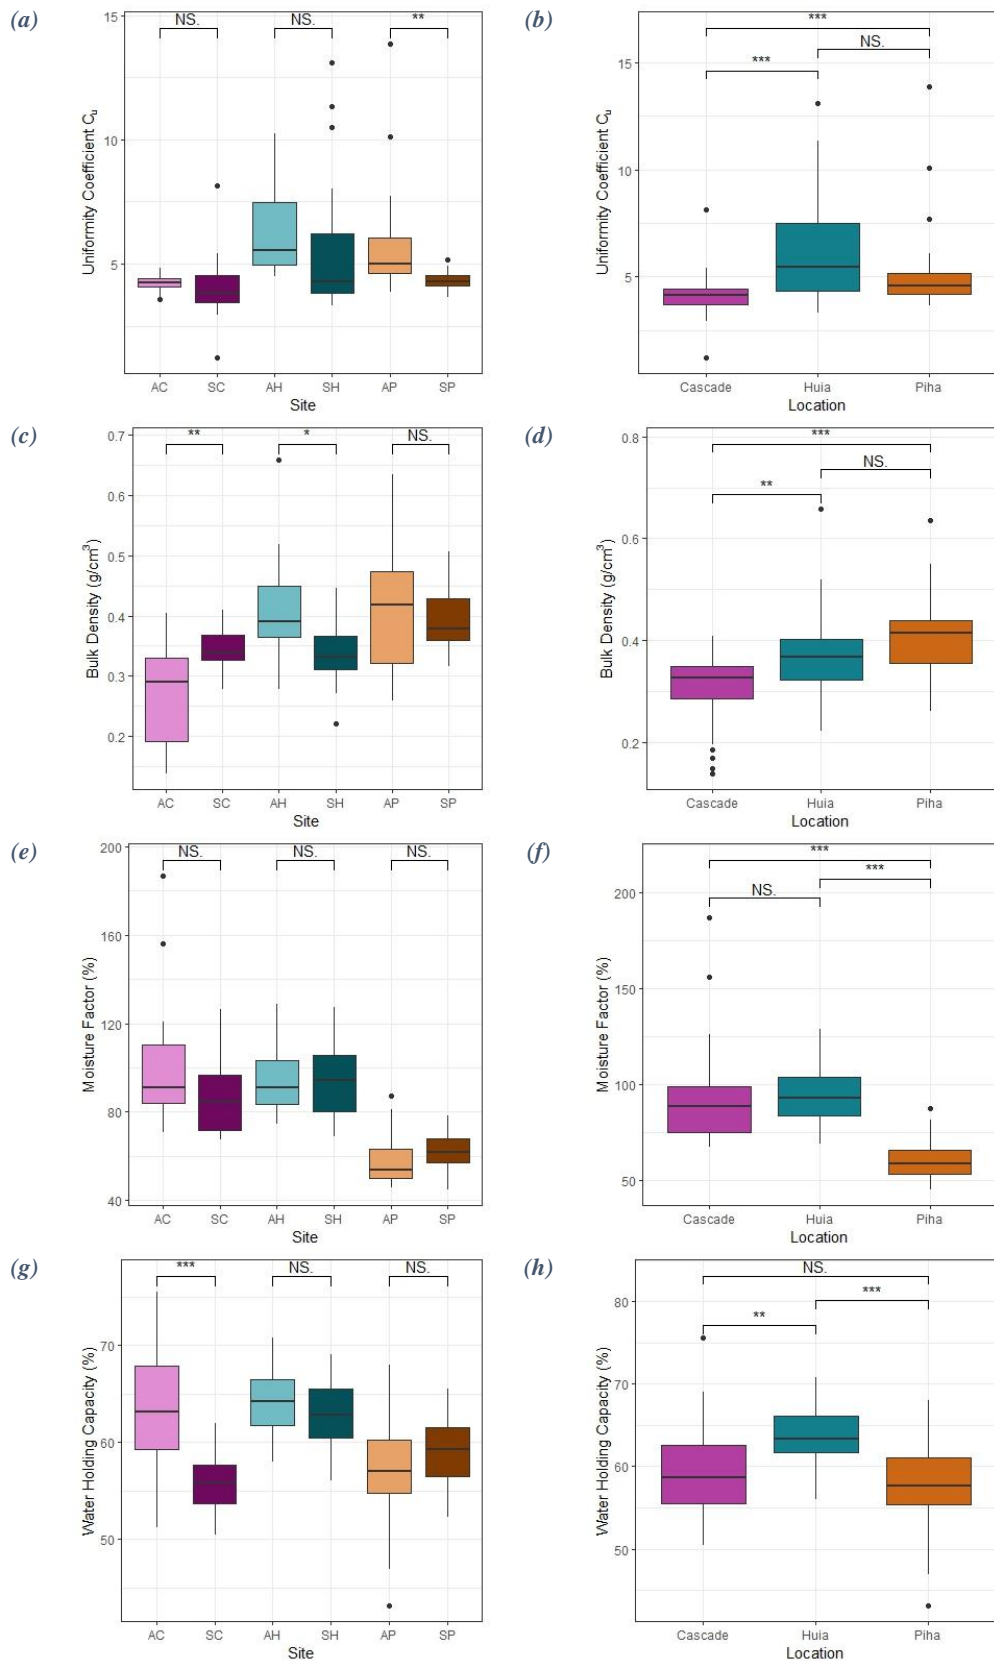 (a)
15
NS.
NS.
**
10
5
Uniformity Coefficient Cu
AC SC AH SH AP SP
Site
(b)
***
NS.
***
15
10
5
Uniformity Coefficient Cu
Cascade Huia Piha
Location
(c)
0.7
**
*
NS.
0.6
0.5
0.4
0.3
0.2
Bulk Density (g/cm³)
AC SC AH SH AP SP
Site
(d)
0.8
***
NS.
**
0.6
0.4
0.2
Bulk Density (g/cm³)
Cascade Huia Piha
Location
(e)
200
NS.
NS.
NS.
160
120
80
40
Moisture Factor (%)
AC SC AH SH AP SP
Site
(f)
***
***
NS.
200
150
100
50
Moisture Factor (%)
Cascade Huia Piha
Location
(g)
***
NS.
NS.
70
60
50
Water Holding Capacity (%)
AC SC AH SH AP SP
Site
(h)
NS.
***
**
80
70
60
50
Water Holding Capacity (%)
Cascade Huia Piha
Location